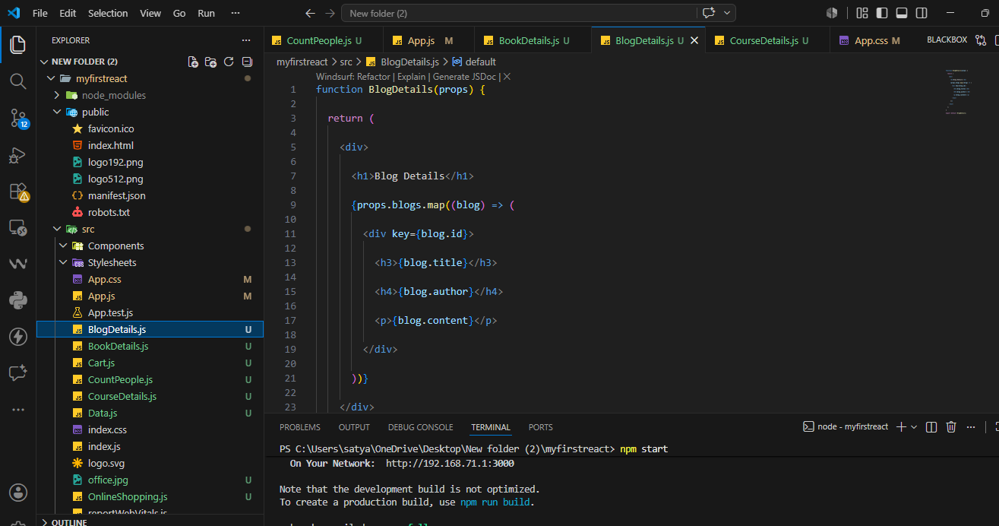 File Edit Selection View Go Run ··· New folder (2)
EXPLORER ···
NEW FOLDER (2)
myfirstreact
node_modules
public
favicon.ico
index.html
logo192.png
logo512.png
manifest.json
robots.txt
src
Components
Stylesheets
App.css M
App.js M
App.test.js
BlogDetails.js U
BookDetails.js U
Cart.js U
CountPeople.js U
CourseDetails.js U
Data.js U
index.css
index.js
logo.svg
office.jpg U
OnlineShopping.js U
reportWebVitals.js
OUTLINE
12
CountPeople.js U App.js M BookDetails.js U BlogDetails.js U CourseDetails.js U App.css M BLACKBOX
myfirstreact > src > BlogDetails.js > default
Windsurf: Refactor | Explain | Generate JSDoc | X
1 function BlogDetails(props) {
2
3 return (
4
5 <div>
6
7 <h1>Blog Details</h1>
8
9 {props.blogs.map((blog) => (
10
11 <div key={blog.id}>
12
13 <h3>{blog.title}</h3>
14
15 <h4>{blog.author}</h4>
16
17 <p>{blog.content}</p>
18
19 </div>
20
21 ))}
22
23 </div>
PROBLEMS OUTPUT DEBUG CONSOLE TERMINAL PORTS node - myfirstreact
PS C:\Users\satya\OneDrive\Desktop\New folder (2)\myfirstreact> npm start
On Your Network: http://192.168.71.1:3000
Note that the development build is not optimized.
To create a production build, use npm run build.